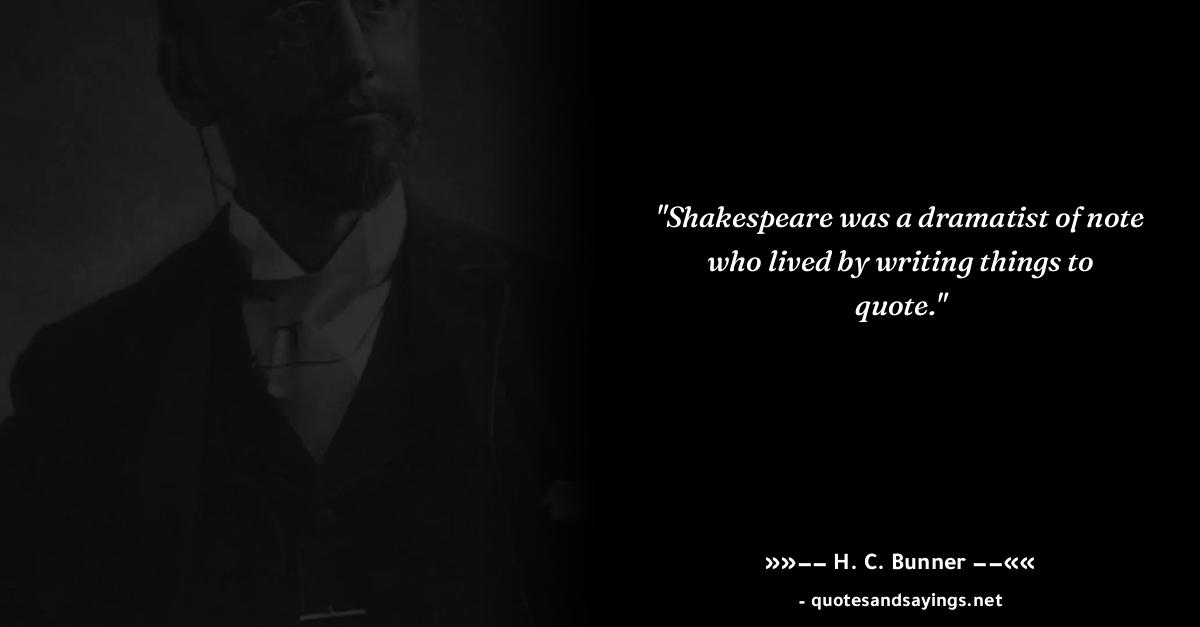 "Shakespeare was a dramatist of note
who lived by writing things to
quote."
»»−− H. C. Bunner −−««
- quotesandsayings.net